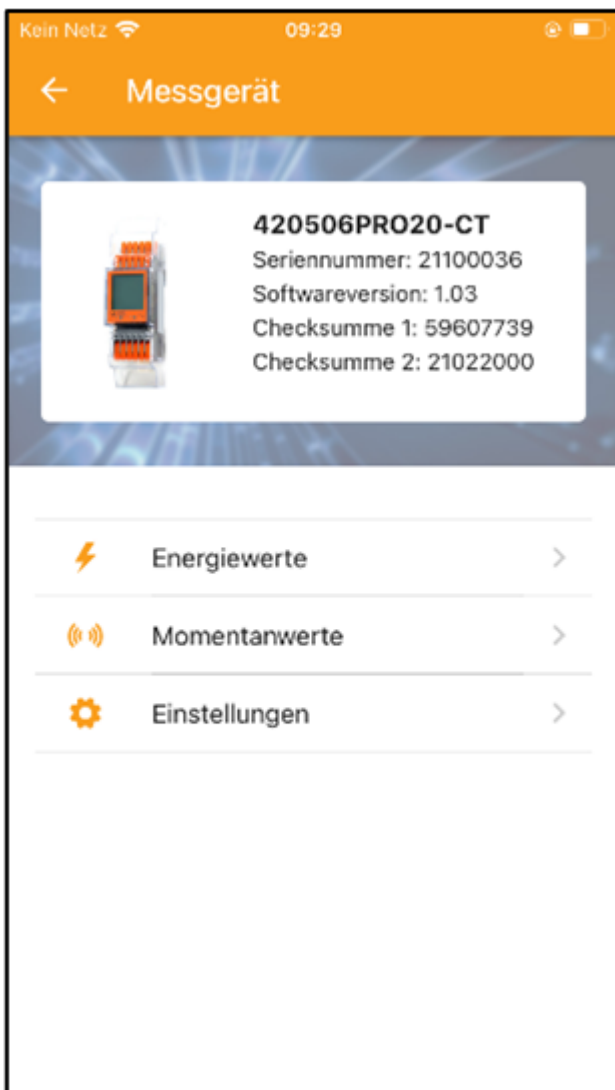 Kein Netz 09:29
Messgerät
420506PRO20-CT
Seriennummer: 21100036
Softwareversion: 1.03
Checksumme 1: 59607739
Checksumme 2: 21022000
Energiewerte
Momentanwerte
Einstellungen